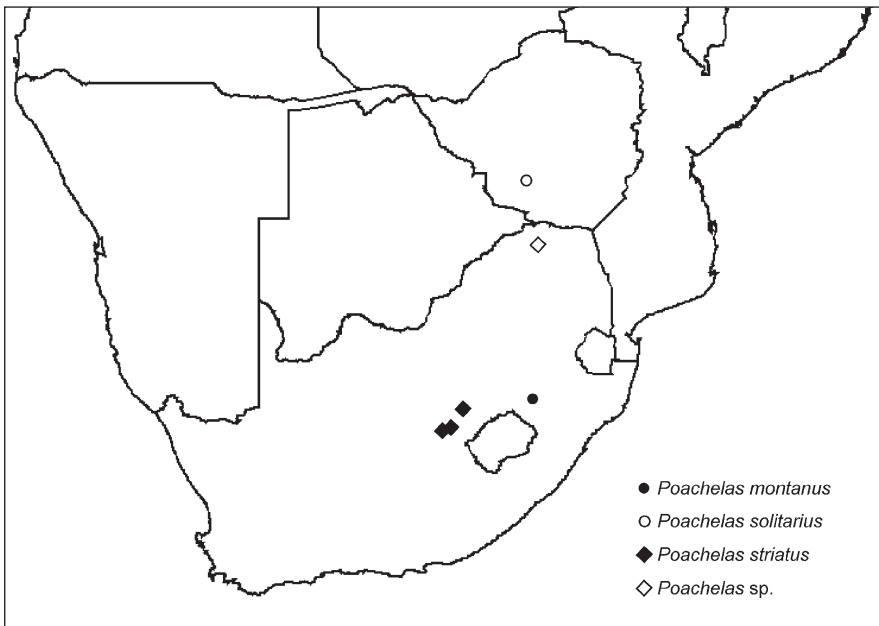 Poachelas montanus
Poachelas solitarius
Poachelas striatus
Poachelas sp.